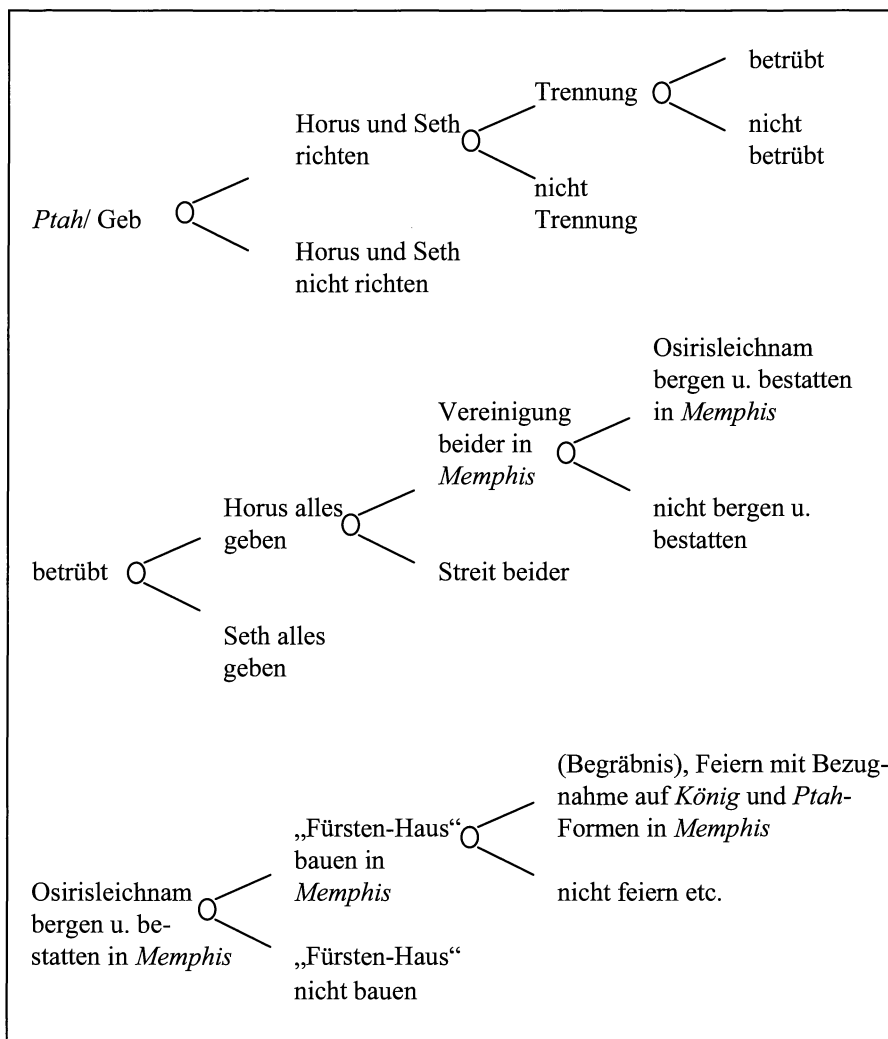 betrübt
Trennung
nicht
betrübt
Horus und Seth
richten
nicht
Trennung
Ptah/ Geb
Horus und Seth
nicht richten
Osirisleichnam
bergen u. bestatten
in Memphis
Vereinigung
beider in
Memphis
Horus alles
geben
nicht bergen u.
bestatten
betrübt
Streit beider
Seth alles
geben
(Begräbnis), Feiern mit Bezug-
nahme auf König und Ptah-
Formen in Memphis
„Fürsten-Haus“
bauen in
Memphis
nicht feiern etc.
Osirisleichnam
bergen u. be-
statten in Memphis
„Fürsten-Haus“
nicht bauen